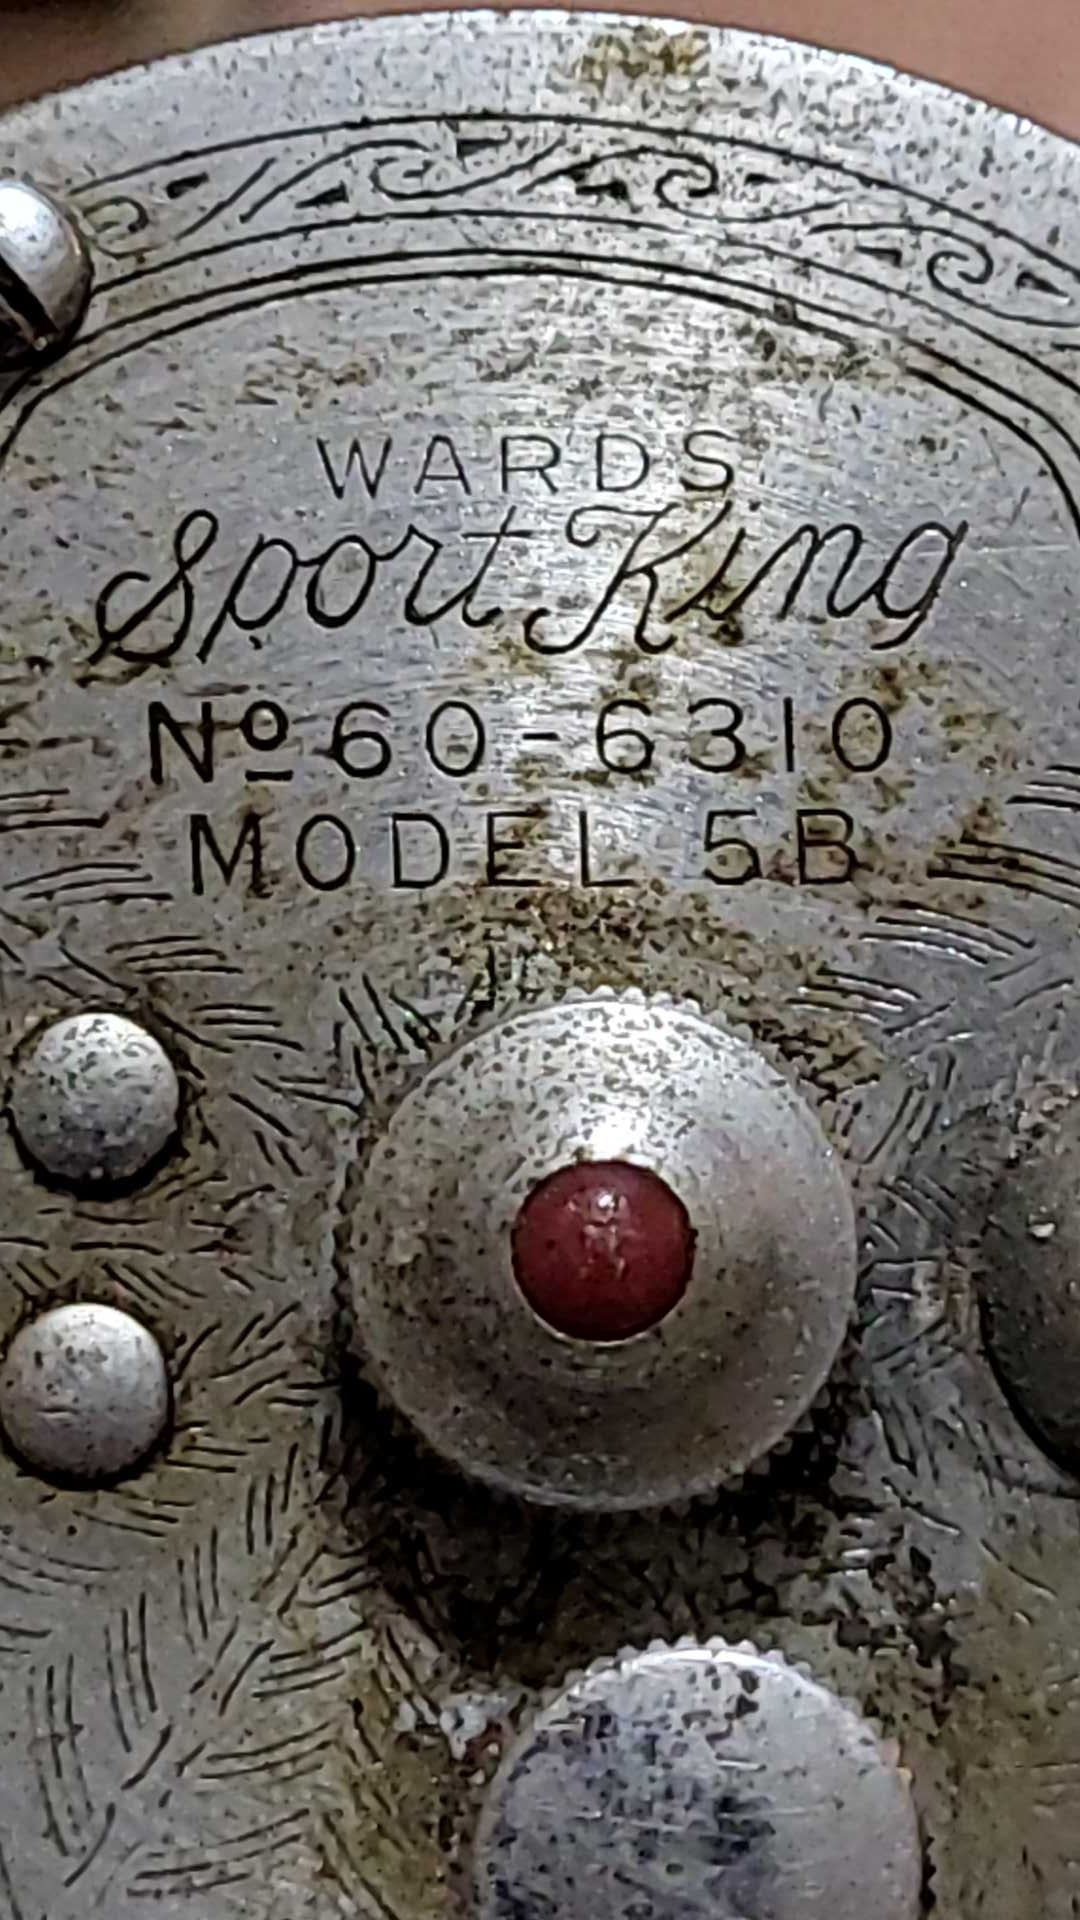 WARDS
Sport King
Nº 60-6310
MODEL 5B